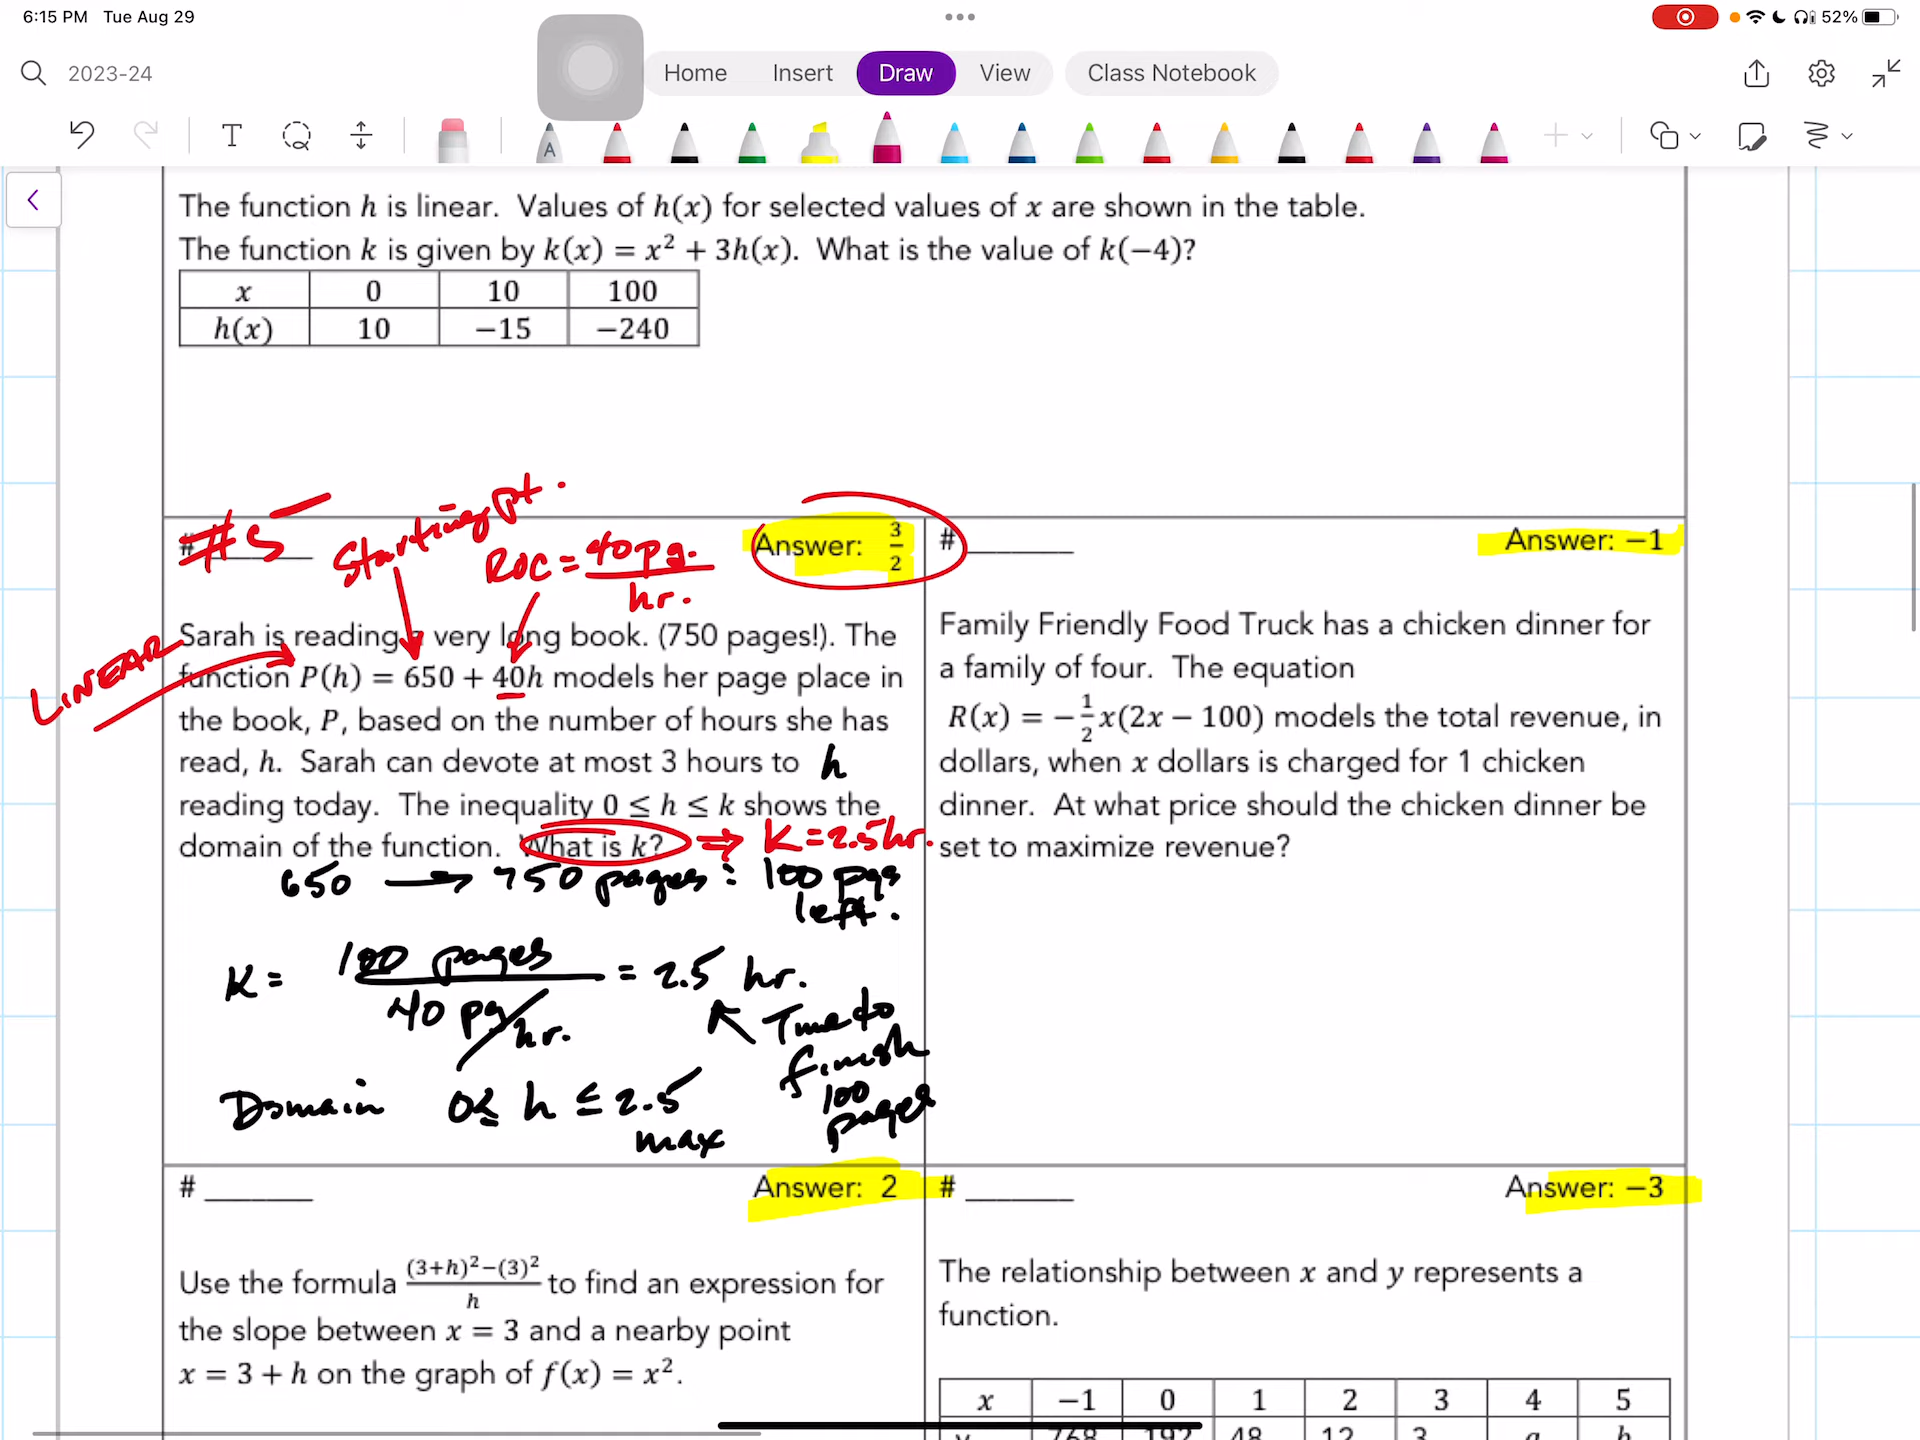 6:15 PM Tue Aug 29
52%
2023-24
Home Insert Draw View Class Notebook
T
A
The function h is linear. Values of h(x) for selected values of x are shown in the table.
The function k is given by k(x) = x² + 3h(x). What is the value of k(−4)?
x 0 10 100
h(x) 10 −15 −240
#5
Starting pt.
ROC = 40 pg. / hr.
# ______ Answer: 3/2
LINEAR
Sarah is reading a very long book. (750 pages!). The
function P(h) = 650 + 40h models her page place in
the book, P, based on the number of hours she has
read, h. Sarah can devote at most 3 hours to h
reading today. The inequality 0 ≤ h ≤ k shows the
domain of the function. What is k? ⇒ K = 2.5 hr.
650 → 750 pages : 100 pgs
left.
K = 100 pages / 40 pg/hr. = 2.5 hr.
Time to
finish
100
pages
Domain 0 ≤ h ≤ 2.5
max
# ______ Answer: −1
Family Friendly Food Truck has a chicken dinner for
a family of four. The equation
R(x) = −1/2 x(2x − 100) models the total revenue, in
dollars, when x dollars is charged for 1 chicken
dinner. At what price should the chicken dinner be
set to maximize revenue?
# ______ Answer: 2
Use the formula ((3+h)²−(3)²)/h to find an expression for
the slope between x = 3 and a nearby point
x = 3 + h on the graph of f(x) = x².
# ______ Answer: −3
The relationship between x and y represents a
function.
x −1 0 1 2 3 4 5
y 768 192 48 12 3 a b